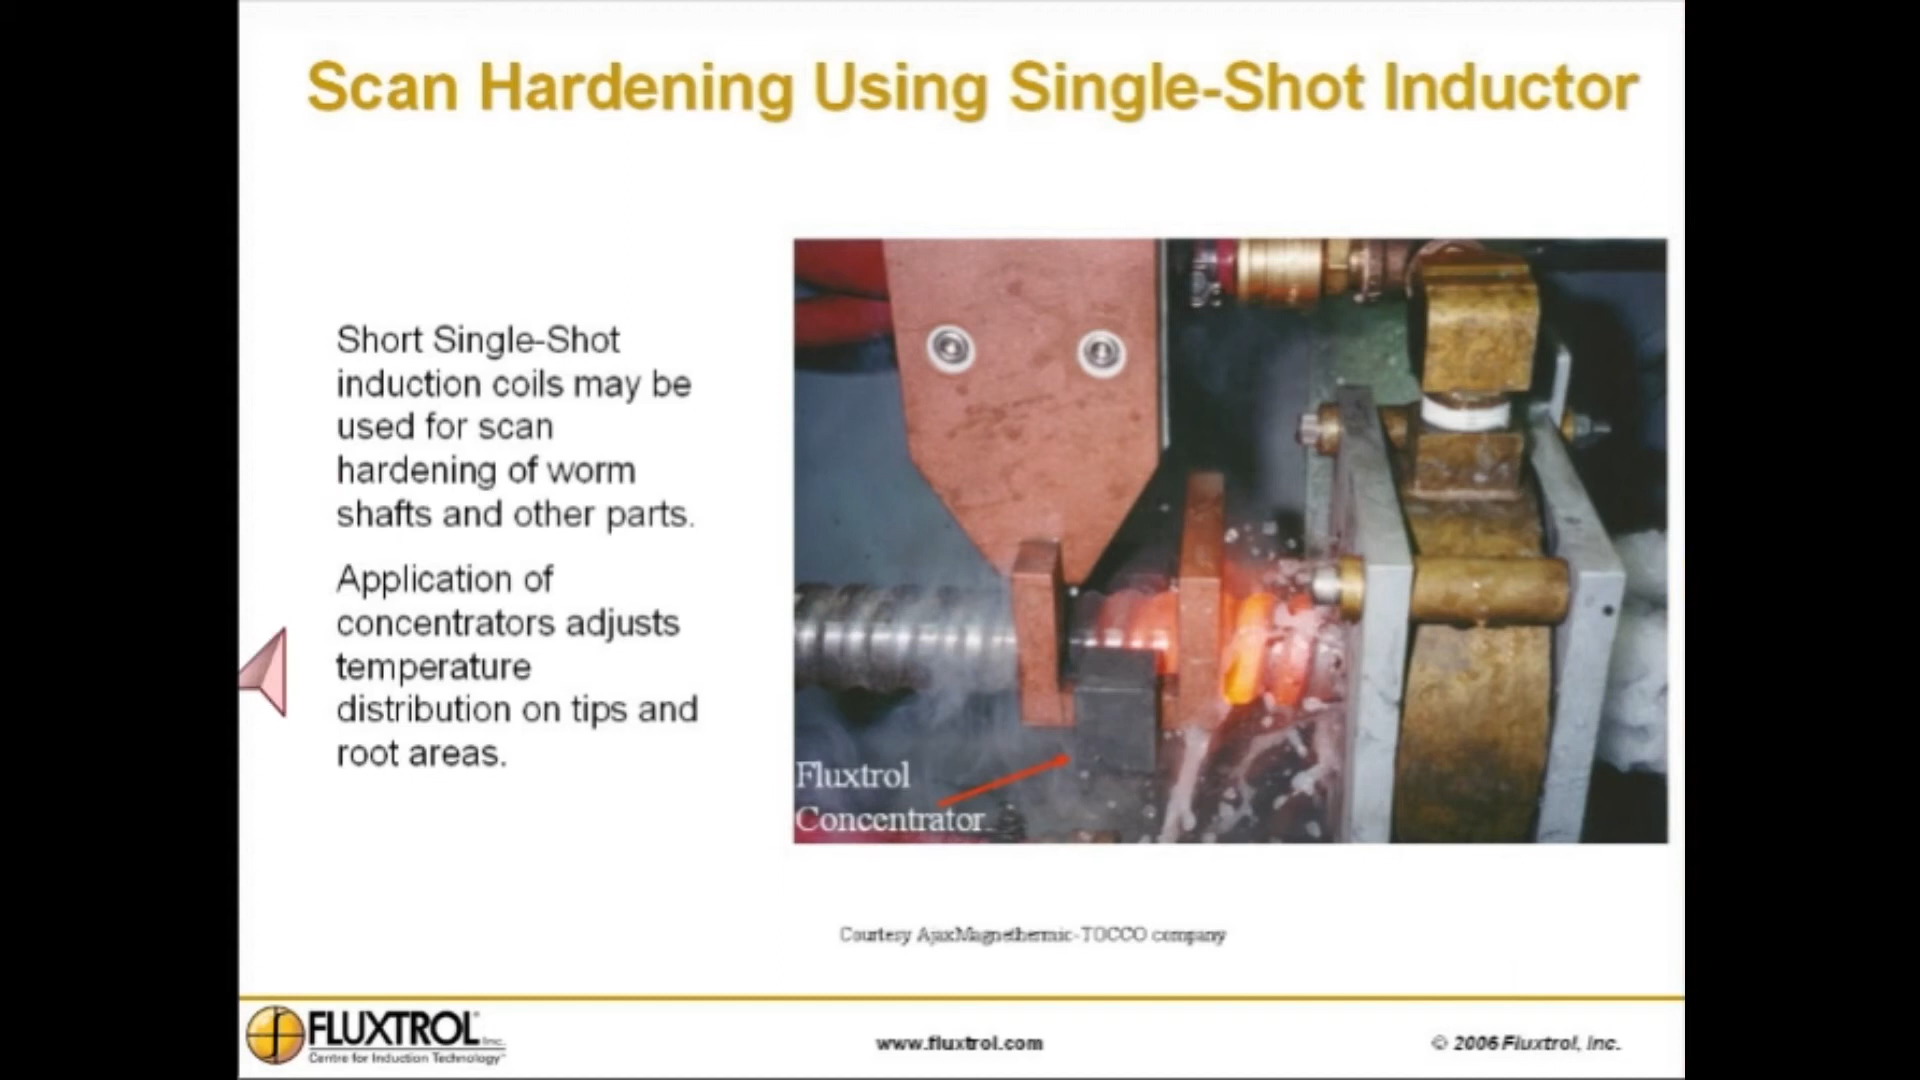 Scan Hardening Using Single-Shot Inductor
Short Single-Shot
induction coils may be
used for scan
hardening of worm
shafts and other parts.
Application of
concentrators adjusts
temperature
distribution on tips and
root areas.
Fluxtrol
Concentrator
Courtesy AjaxMagnethermic-TOCCO company
FLUXTROL Inc.
Centre for Induction Technology
www.fluxtrol.com
© 2006 Fluxtrol, Inc.